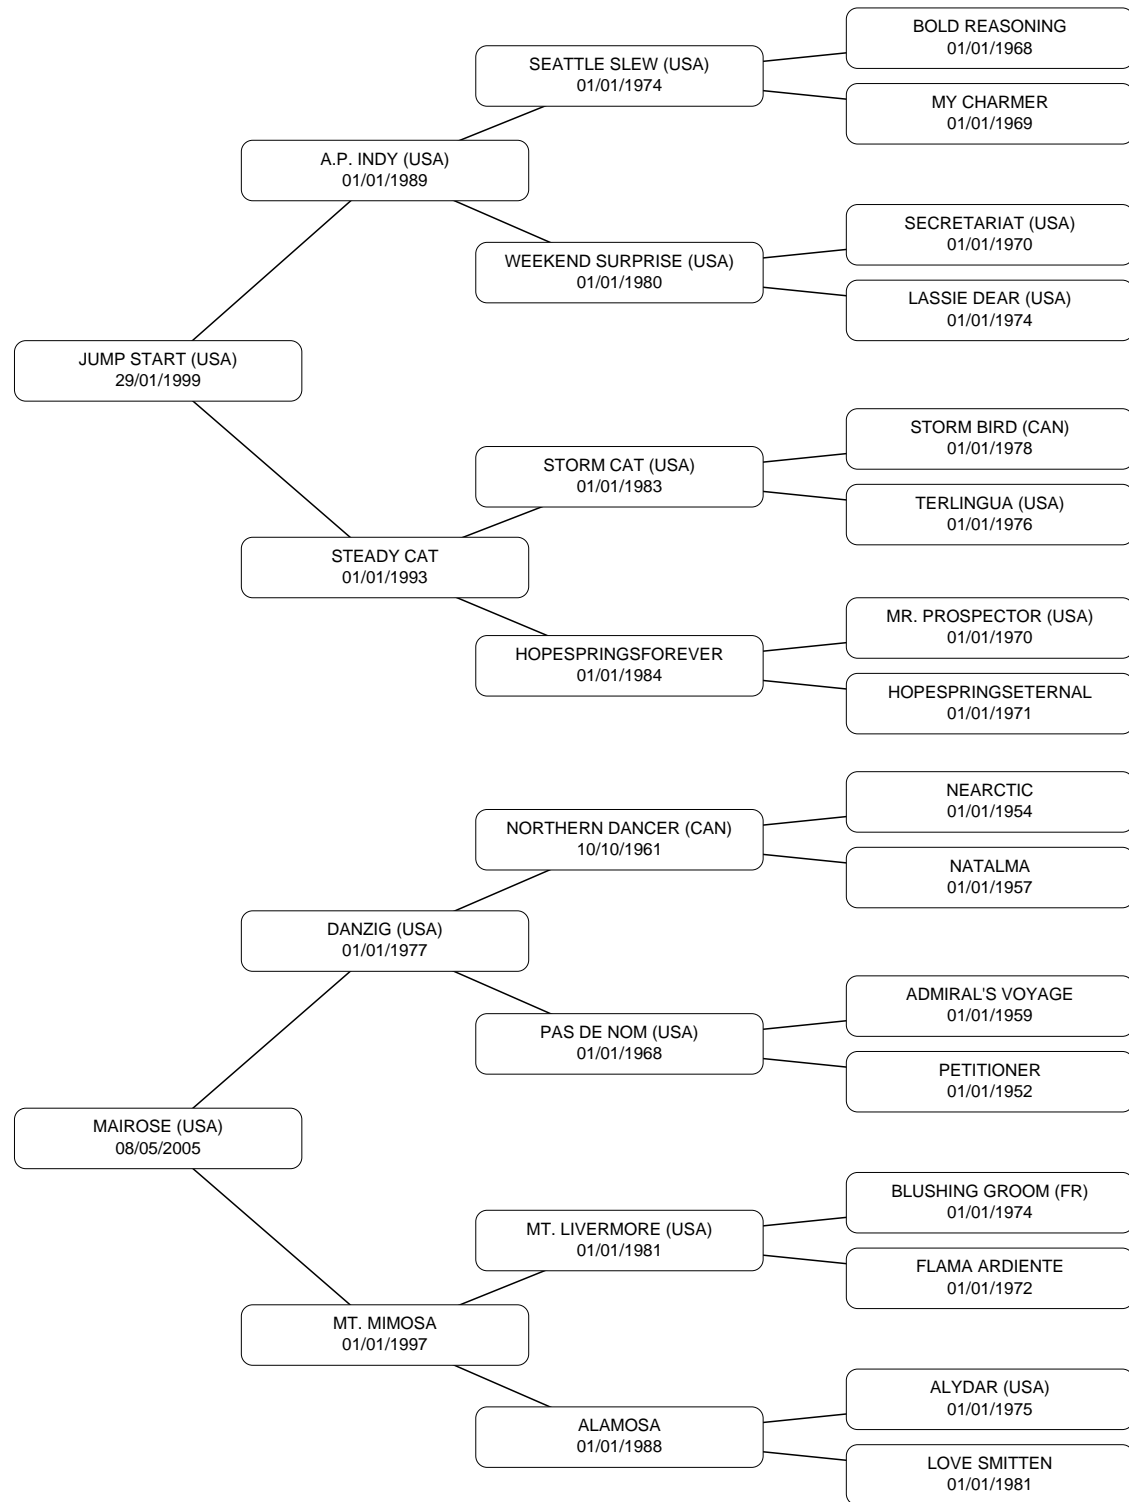 BOLD REASONING
01/01/1968
SEATTLE SLEW (USA)
01/01/1974
MY CHARMER
01/01/1969
A.P. INDY (USA)
01/01/1989
SECRETARIAT (USA)
01/01/1970
WEEKEND SURPRISE (USA)
01/01/1980
LASSIE DEAR (USA)
01/01/1974
JUMP START (USA)
29/01/1999
STORM BIRD (CAN)
01/01/1978
STORM CAT (USA)
01/01/1983
TERLINGUA (USA)
01/01/1976
STEADY CAT
01/01/1993
MR. PROSPECTOR (USA)
01/01/1970
HOPESPRINGSFOREVER
01/01/1984
HOPESPRINGSETERNAL
01/01/1971
NEARCTIC
01/01/1954
NORTHERN DANCER (CAN)
10/10/1961
NATALMA
01/01/1957
DANZIG (USA)
01/01/1977
ADMIRAL'S VOYAGE
01/01/1959
PAS DE NOM (USA)
01/01/1968
PETITIONER
01/01/1952
MAIROSE (USA)
08/05/2005
BLUSHING GROOM (FR)
01/01/1974
MT. LIVERMORE (USA)
01/01/1981
FLAMA ARDIENTE
01/01/1972
MT. MIMOSA
01/01/1997
ALYDAR (USA)
01/01/1975
ALAMOSA
01/01/1988
LOVE SMITTEN
01/01/1981